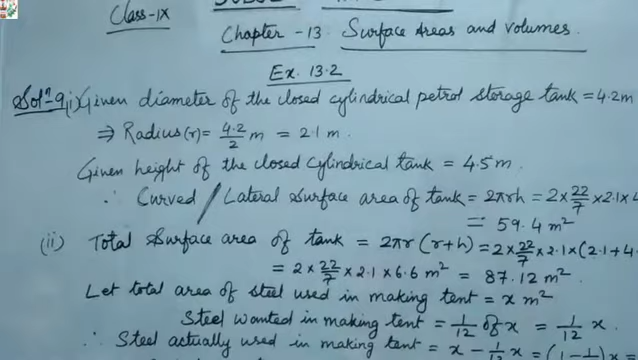 Class-IX
Chapter - 13 Surface Areas and Volumes.
Ex. 13.2
Solⁿ-9(i) Given diameter of the closed cylindrical petrol storage tank = 4.2m
⇒ Radius(r) = 4.2/2 m = 2.1 m.
Given height of the closed cylindrical tank = 4.5m.
∴ Curved / Lateral Surface area of tank = 2πrh = 2 × 22/7 × 2.1 × 4
= 59.4 m²
(ii) Total Surface area of tank = 2πr (r+h) = 2 × 22/7 × 2.1 × (2.1 + 4.
= 2 × 22/7 × 2.1 × 6.6 m² = 87.12 m².
Let total area of steel used in making tent = x m²
Steel wanted in making tent = 1/12 of x = 1/12 x.
∴ Steel actually used in making tent = x - 1/12 x = (1 - 1/)x =